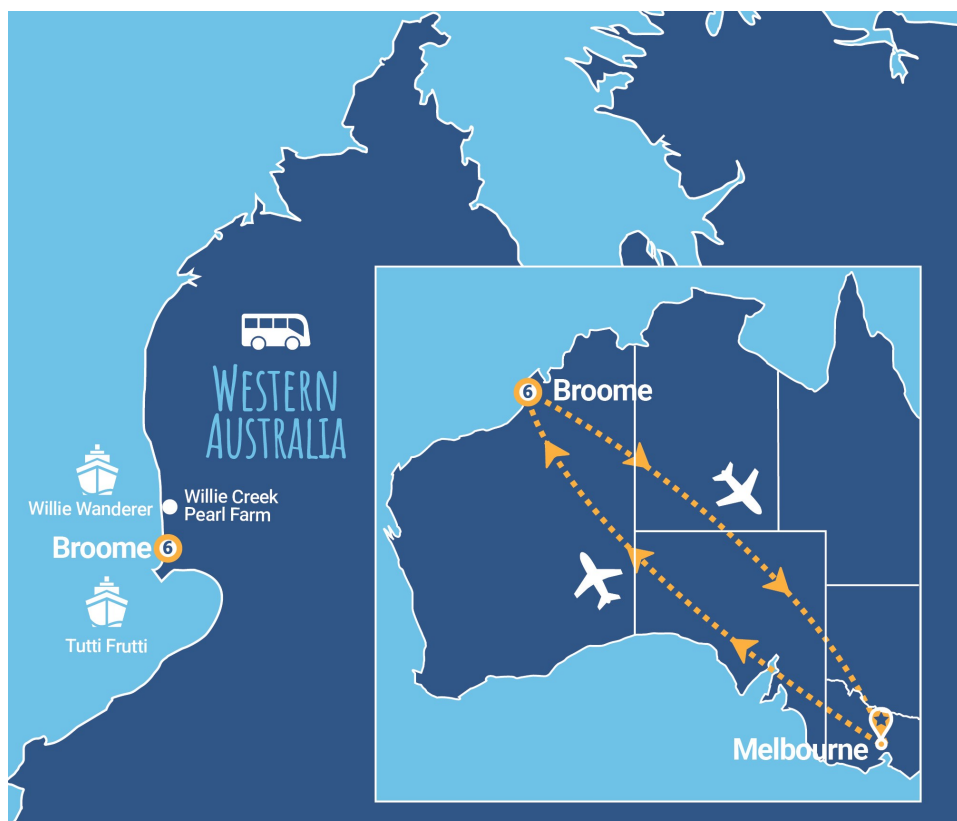 WESTERN
AUSTRALIA
Willie Wanderer
Willie Creek
Pearl Farm
Broome 6
Tutti Frutti
6 Broome
Melbourne